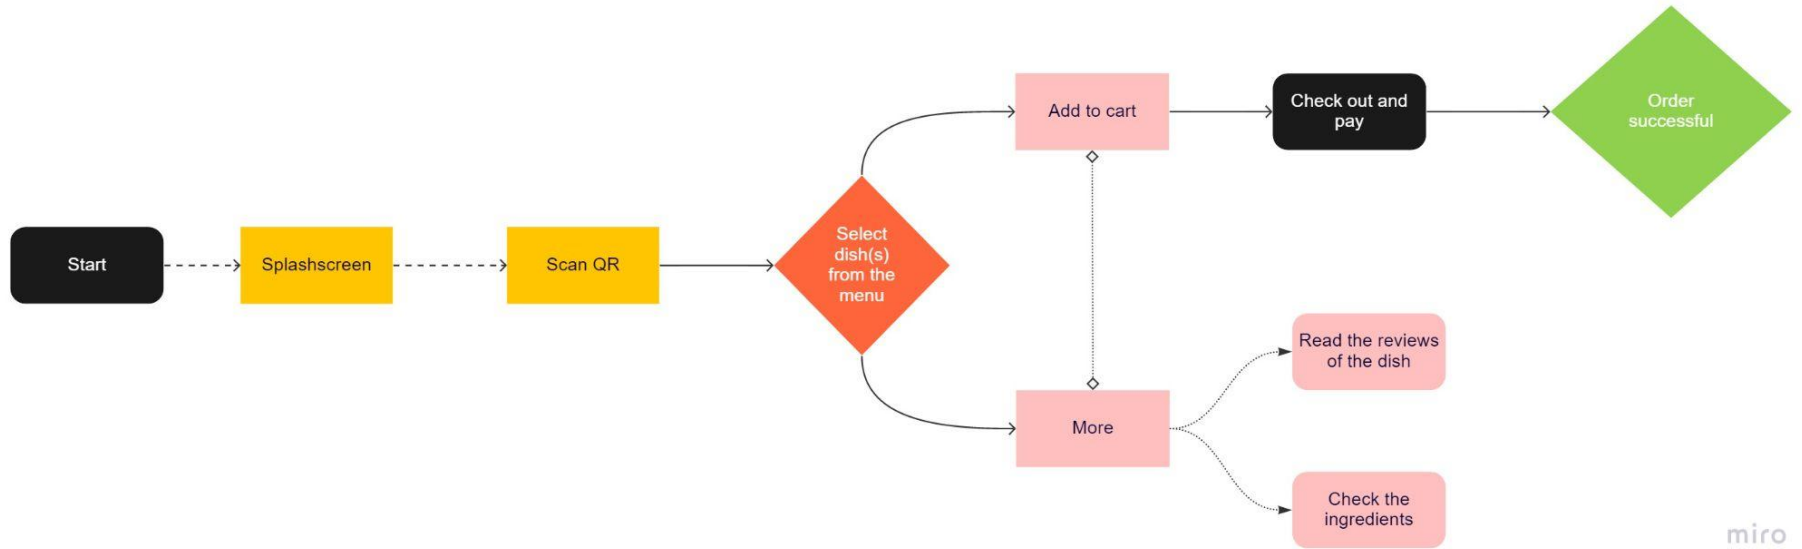 Start
Splashscreen
Scan QR
Select
dish(s)
from the
menu
Add to cart
Check out and
pay
Order
successful
More
Read the reviews
of the dish
Check the
ingredients
miro